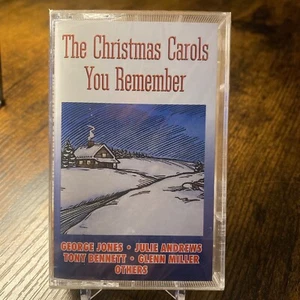 The Christmas Carols
You Remember
GEORGE JONES • JULIE ANDREWS
TONY BENNETT • GLENN MILLER
OTHERS